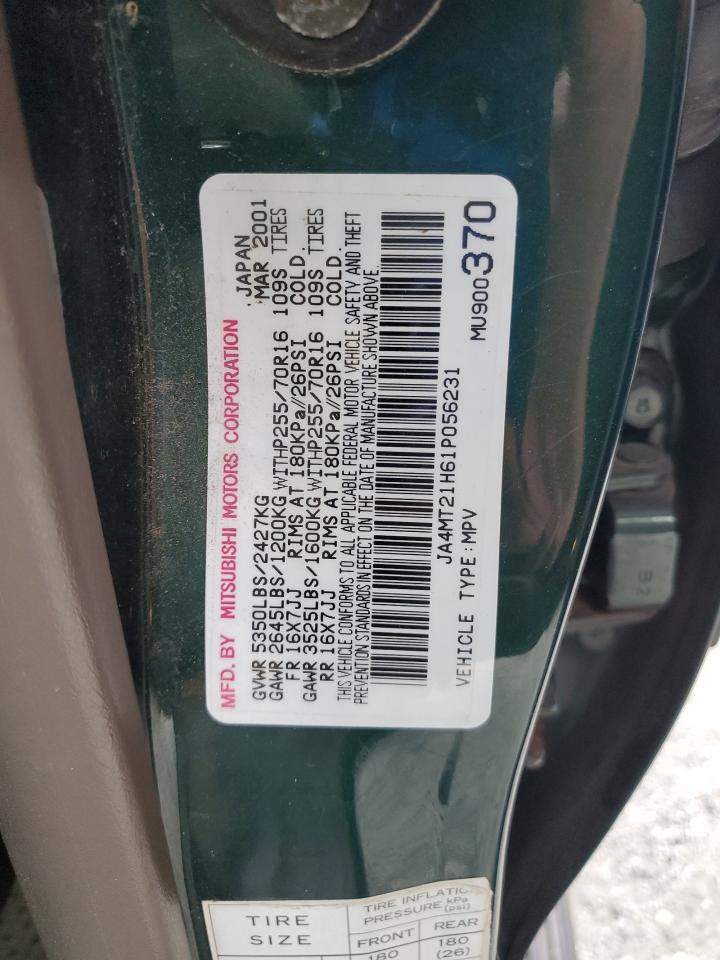 MFD. BY MITSUBISHI MOTORS CORPORATION JAPAN
GVWR 5350LBS/2427KG MAR 2001
GAWR 2645LBS/1200KG WITHP255/70R16 109S TIRES
FR 16X7JJ RIMS AT 180KPa//26PSI COLD.
GAWR 3525LBS/1600KG WITHP255/70R16 109S TIRES
RR 16X7JJ RIMS AT 180KPa/26PSI COLD.
THIS VEHICLE CONFORMS TO ALL APPLICABLE FEDERAL MOTOR VEHICLE SAFETY AND THEFT
PREVENTION STANDARDS IN EFFECT ON THE DATE OF MANUFACTURE SHOWN ABOVE.
JA4MT21H61P056231
VEHICLE TYPE:MPV MU900370
TIRE SIZE
TIRE INFLATIC
PRESSURE kPa (psi)
FRONT REAR
180 180
(26)
B2